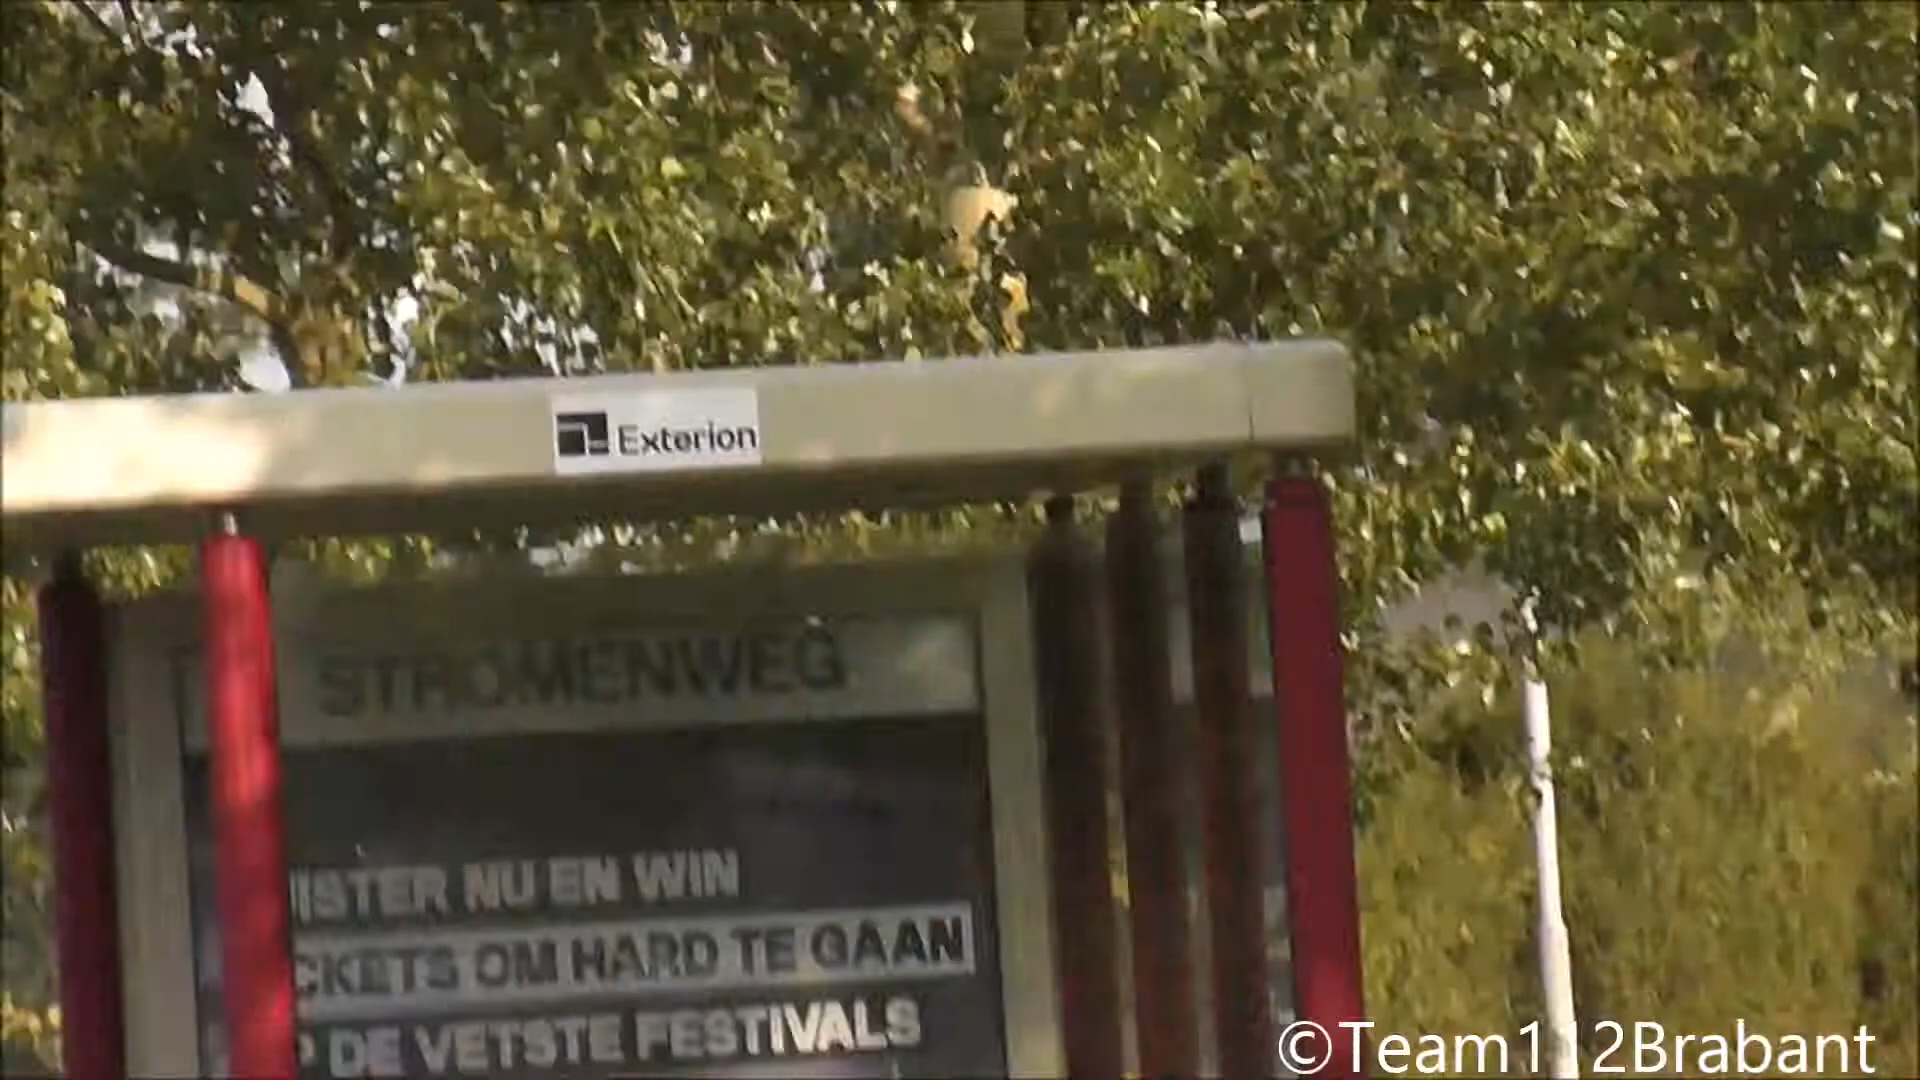 Exterion
STROMENWEG
ISTER NU EN WIN
CKETS OM HARD TE GAAN
P DE VETSTE FESTIVALS
©Team112Brabant